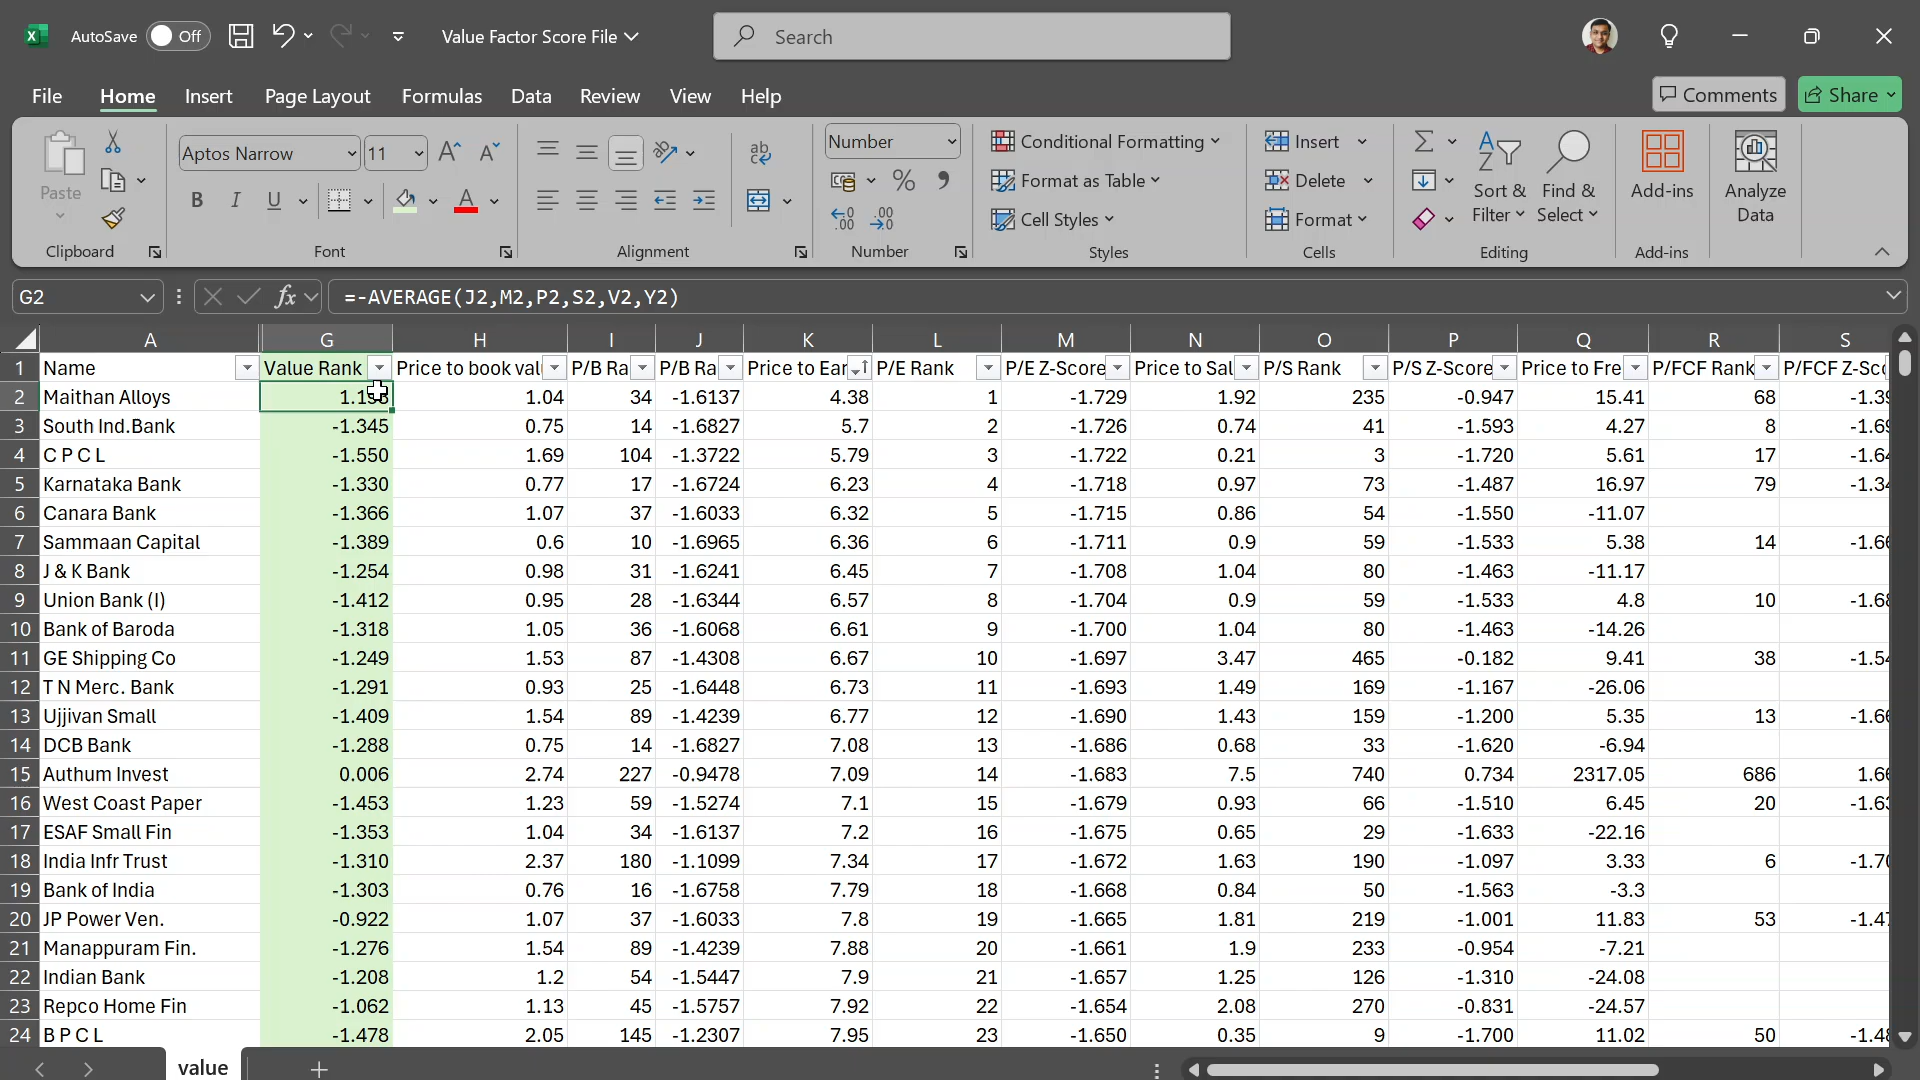 AutoSave Off Value Factor Score File Search
File Home Insert Page Layout Formulas Data Review View Help Comments Share
Paste Aptos Narrow 11 Number Conditional Formatting Format as Table Cell Styles Insert Delete Format Sort & Filter Find & Select Add-ins Analyze Data
Clipboard Font Alignment Number Styles Cells Editing Add-ins
G2 fx =-AVERAGE(J2,M2,P2,S2,V2,Y2)
A G H I J K L M N O P Q R S
1 Name Value Rank Price to book val P/B Ra P/B Ra Price to Ear P/E Rank P/E Z-Score Price to Sal P/S Rank P/S Z-Score Price to Fre P/FCF Rank P/FCF Z-Sc
2 Maithan Alloys 1.04 34 -1.6137 4.38 1 -1.729 1.92 235 -0.947 15.41 68 -1.39
3 South Ind.Bank -1.345 0.75 14 -1.6827 5.7 2 -1.726 0.74 41 -1.593 4.27 8 -1.69
4 C P C L -1.550 1.69 104 -1.3722 5.79 3 -1.722 0.21 3 -1.720 5.61 17 -1.64
5 Karnataka Bank -1.330 0.77 17 -1.6724 6.23 4 -1.718 0.97 73 -1.487 16.97 79 -1.34
6 Canara Bank -1.366 1.07 37 -1.6033 6.32 5 -1.715 0.86 54 -1.550 -11.07
7 Sammaan Capital -1.389 0.6 10 -1.6965 6.36 6 -1.711 0.9 59 -1.533 5.38 14 -1.66
8 J & K Bank -1.254 0.98 31 -1.6241 6.45 7 -1.708 1.04 80 -1.463 -11.17
9 Union Bank (I) -1.412 0.95 28 -1.6344 6.57 8 -1.704 0.9 59 -1.533 4.8 10 -1.68
10 Bank of Baroda -1.318 1.05 36 -1.6068 6.61 9 -1.700 1.04 80 -1.463 -14.26
11 GE Shipping Co -1.249 1.53 87 -1.4308 6.67 10 -1.697 3.47 465 -0.182 9.41 38 -1.54
12 T N Merc. Bank -1.291 0.93 25 -1.6448 6.73 11 -1.693 1.49 169 -1.167 -26.06
13 Ujjivan Small -1.409 1.54 89 -1.4239 6.77 12 -1.690 1.43 159 -1.200 5.35 13 -1.66
14 DCB Bank -1.288 0.75 14 -1.6827 7.08 13 -1.686 0.68 33 -1.620 -6.94
15 Authum Invest 0.006 2.74 227 -0.9478 7.09 14 -1.683 7.5 740 0.734 2317.05 686 1.66
16 West Coast Paper -1.453 1.23 59 -1.5274 7.1 15 -1.679 0.93 66 -1.510 6.45 20 -1.63
17 ESAF Small Fin -1.353 1.04 34 -1.6137 7.2 16 -1.675 0.65 29 -1.633 -22.16
18 India Infr Trust -1.310 2.37 180 -1.1099 7.34 17 -1.672 1.63 190 -1.097 3.33 6 -1.70
19 Bank of India -1.303 0.76 16 -1.6758 7.79 18 -1.668 0.84 50 -1.563 -3.3
20 JP Power Ven. -0.922 1.07 37 -1.6033 7.8 19 -1.665 1.81 219 -1.001 11.83 53 -1.47
21 Manappuram Fin. -1.276 1.54 89 -1.4239 7.88 20 -1.661 1.9 233 -0.954 -7.21
22 Indian Bank -1.208 1.2 54 -1.5447 7.9 21 -1.657 1.25 126 -1.310 -24.08
23 Repco Home Fin -1.062 1.13 45 -1.5757 7.92 22 -1.654 2.08 270 -0.831 -24.57
24 B P C L -1.478 2.05 145 -1.2307 7.95 23 -1.650 0.35 9 -1.700 11.02 50 -1.48
value